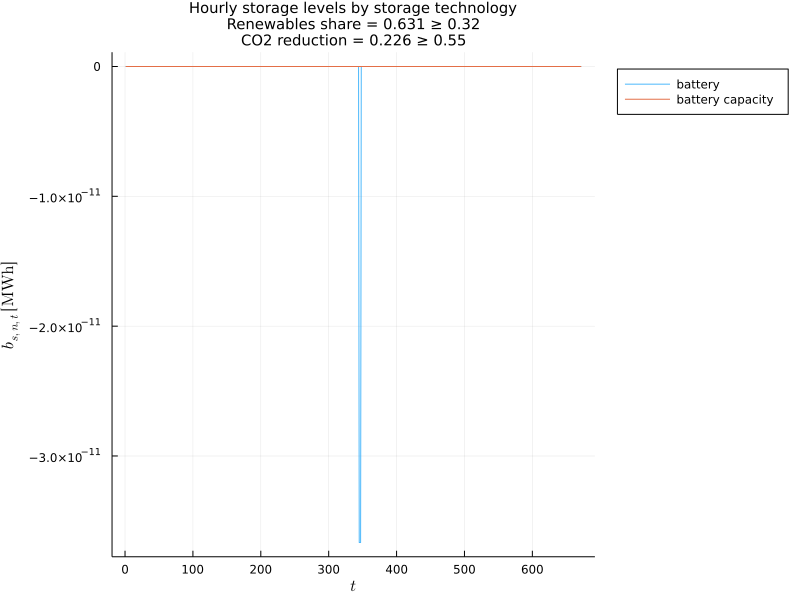 Hourly storage levels by storage technology
Renewables share = 0.631 ≥ 0.32
CO2 reduction = 0.226 ≥ 0.55
0
−1.0×10⁻¹¹
−2.0×10⁻¹¹
−3.0×10⁻¹¹
b_{s, n, t} [MWh]
battery
battery capacity
0 100 200 300 400 500 600
t